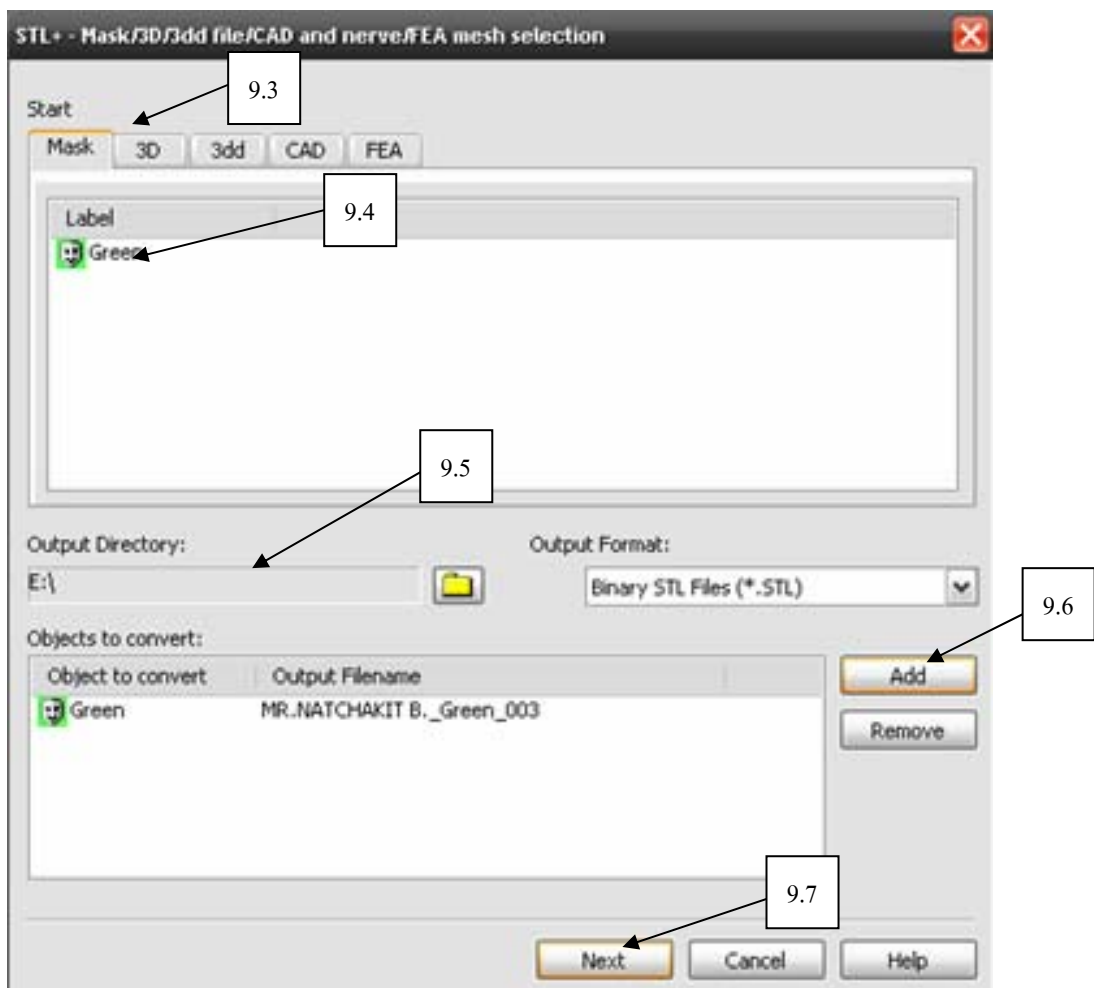 STL+ - Mask/3D/3dd file/CAD and nerve/FEA mesh selection
9.3
Start
Mask 3D 3dd CAD FEA
9.4
Label
Green
9.5
Output Directory: Output Format:
E:\ Binary STL Files (*.STL)
9.6
Objects to convert:
Object to convert Output Filename Add
Green MR.NATCHAKIT B._Green_003
Remove
9.7
Next Cancel Help